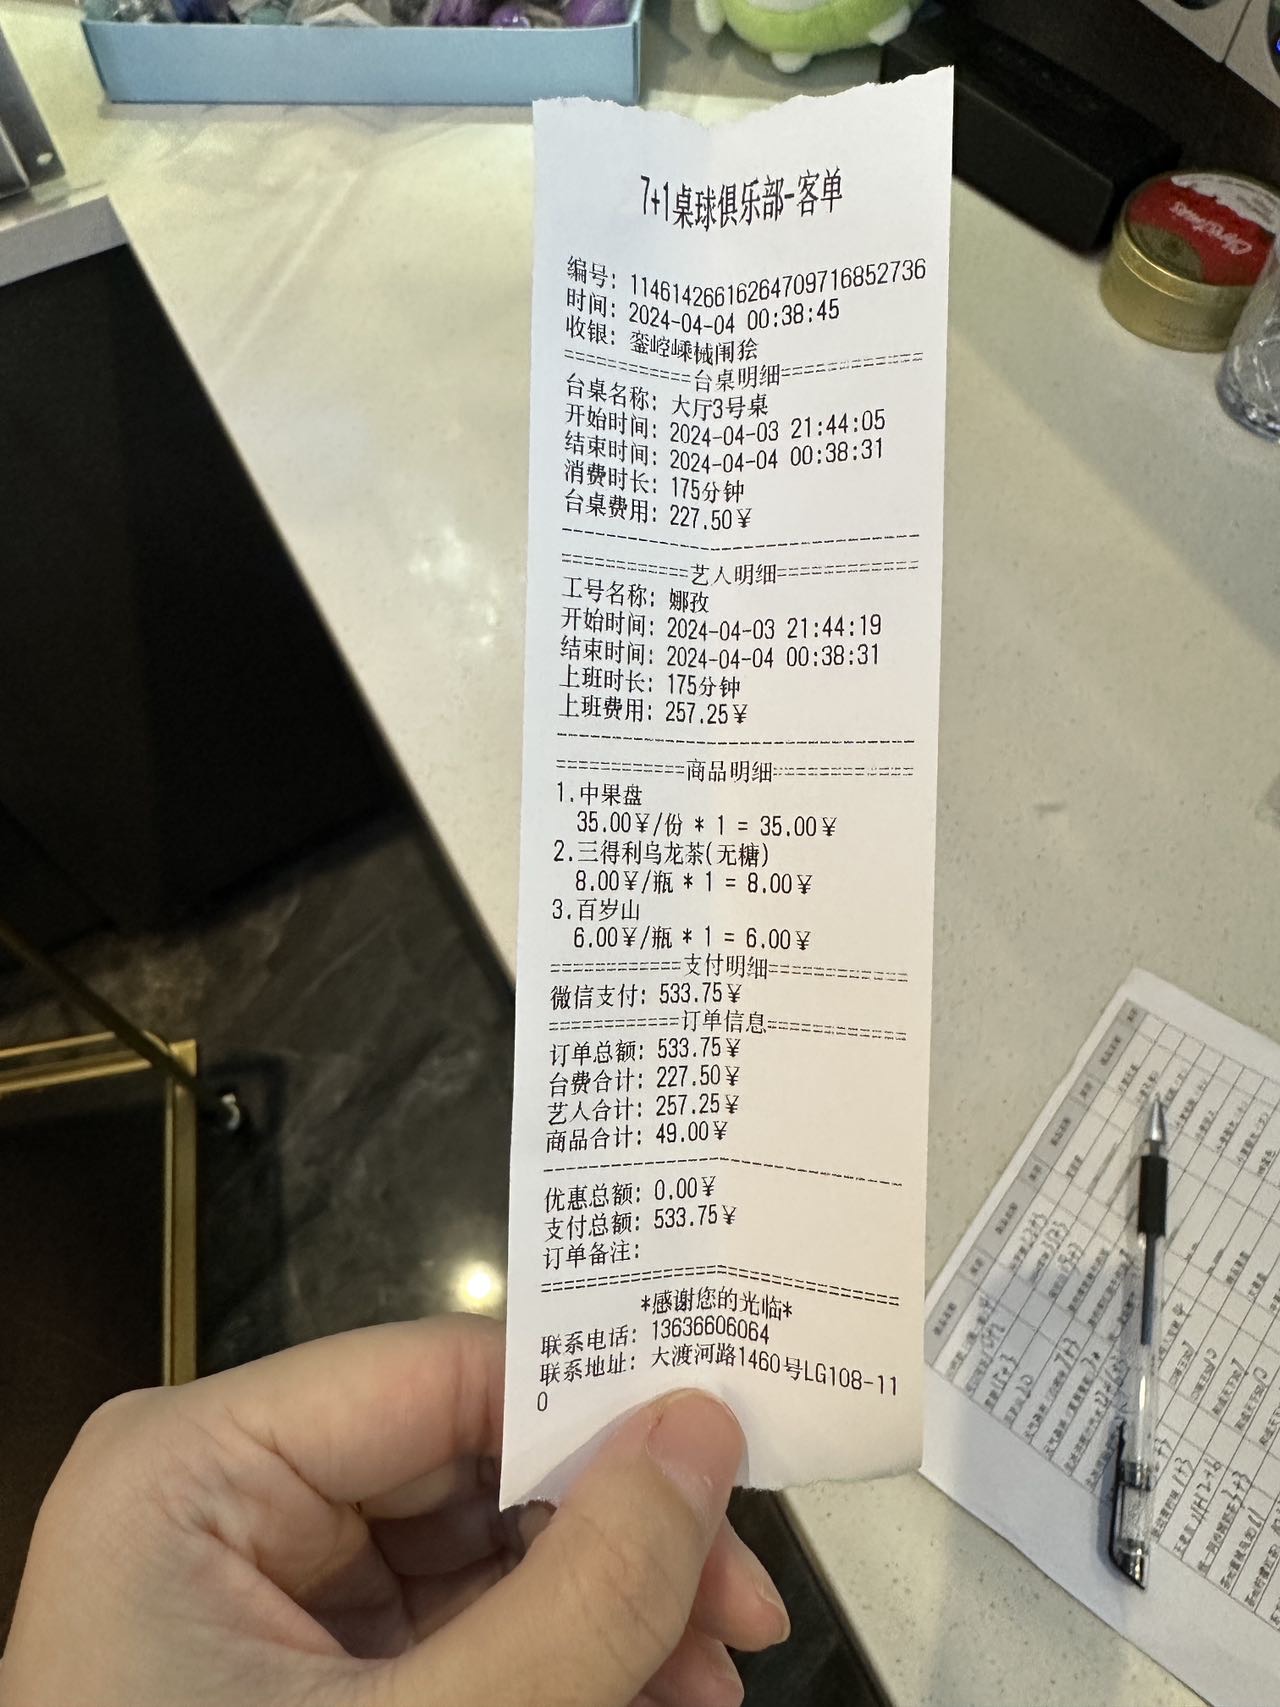 7+1桌球俱乐部-客单
编号: 1146142661626470971685​2736
时间: 2024-04-04 00:38:45
收银: 銮崆嵊械闱狯
============台桌明细============
台桌名称: 大厅3号桌
开始时间: 2024-04-03 21:44:05
结束时间: 2024-04-04 00:38:31
消费时长: 175分钟
台桌费用: 227.50¥
============艺人明细============
工号名称: 娜孜
开始时间: 2024-04-03 21:44:19
结束时间: 2024-04-04 00:38:31
上班时长: 175分钟
上班费用: 257.25¥
============商品明细============
1.中果盘
35.00¥/份 * 1 = 35.00¥
2.三得利乌龙茶(无糖)
8.00¥/瓶 * 1 = 8.00¥
3.百岁山
6.00¥/瓶 * 1 = 6.00¥
============支付明细============
微信支付: 533.75¥
============订单信息============
订单总额: 533.75¥
台费合计: 227.50¥
艺人合计: 257.25¥
商品合计: 49.00¥
优惠总额: 0.00¥
支付总额: 533.75¥
订单备注:
*感谢您的光临*
联系电话: 13636606064
联系地址: 大渡河路1460号LG108-11
0
Christmas